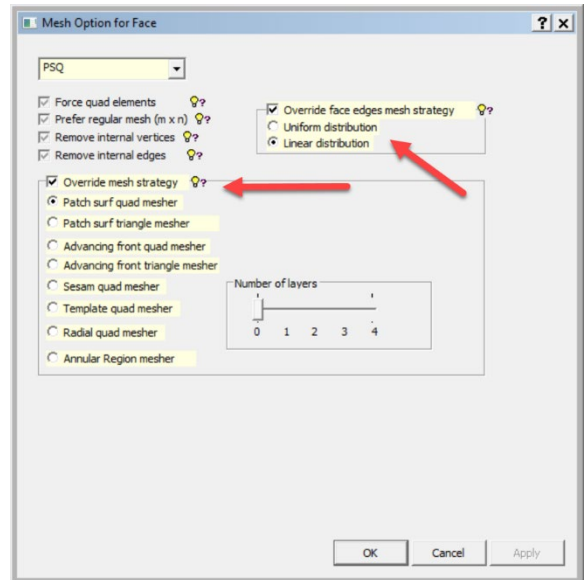 Mesh Option for Face
PSQ
Force quad elements
Prefer regular mesh (m x n)
Remove internal vertices
Remove internal edges
Override face edges mesh strategy
Uniform distribution
Linear distribution
Override mesh strategy
Patch surf quad mesher
Patch surf triangle mesher
Advancing front quad mesher
Advancing front triangle mesher
Sesam quad mesher
Template quad mesher
Radial quad mesher
Annular Region mesher
Number of layers
0 1 2 3 4
OK Cancel Apply